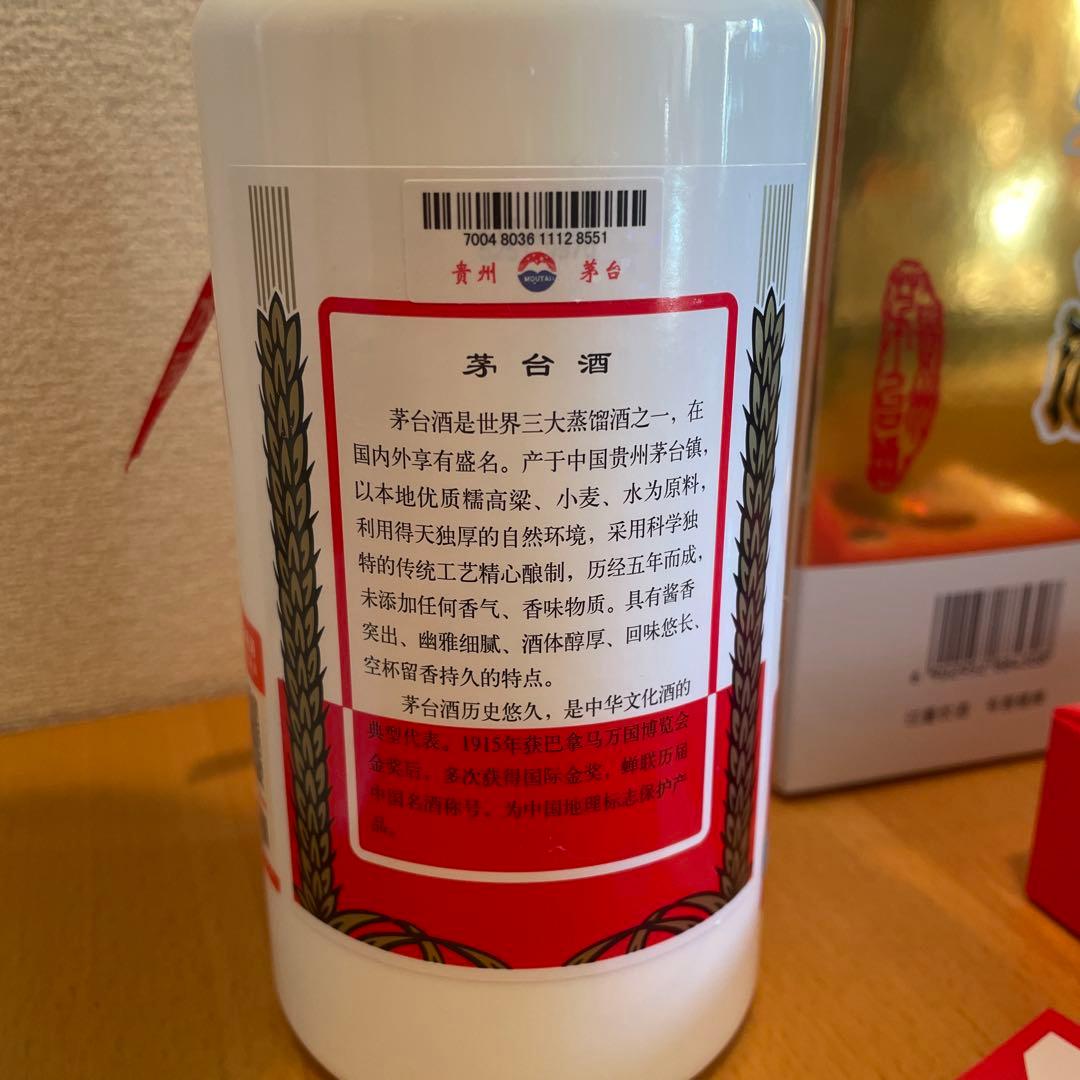 7004 8036 1112 8551
贵州 MOUTAI 茅台
茅台酒
茅台酒是世界三大蒸馏酒之一，在
国内外享有盛名。产于中国贵州茅台镇，
以本地优质糯高粱、小麦、水为原料，
利用得天独厚的自然环境，采用科学独
特的传统工艺精心酿制，历经五年而成，
未添加任何香气、香味物质。具有酱香
突出、幽雅细腻、酒体醇厚、回味悠长、
空杯留香持久的特点。
茅台酒历史悠久，是中华文化酒的
典型代表。1915年获巴拿马万国博览会
金奖后，多次获得国际金奖，蝉联历届
中国名酒称号，为中国地理标志保护产
品。